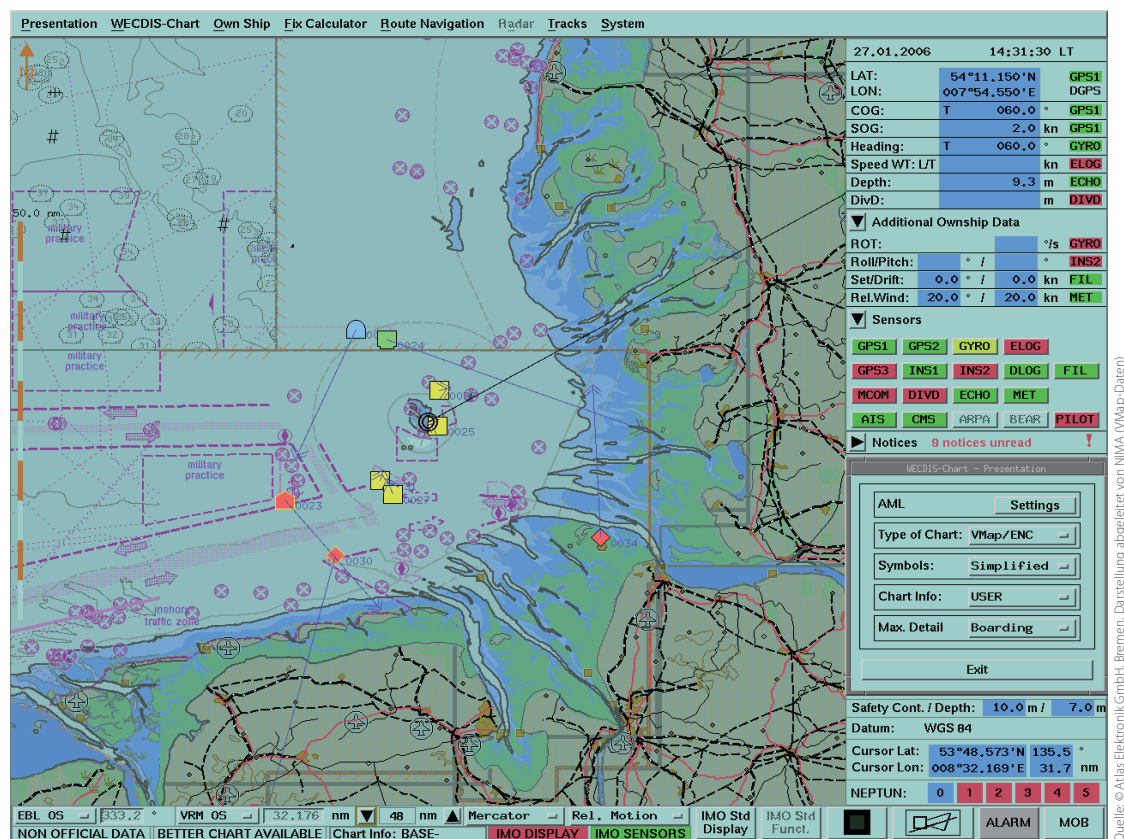 Presentation WECDIS-Chart Own Ship Fix Calculator Route Navigation Radar Tracks System
27.01.2006 14:31:30 LT
LAT: 54°11.150'N GPS1
LON: 007°54.550'E DGPS
COG: T 060.0 ° GPS1
SOG: 2.0 kn GPS1
Heading: T 060.0 ° GYRO
Speed WT: L/T kn ELOG
Depth: 9.3 m ECHO
DivD: m DIVD
Additional Ownship Data
ROT: °/s GYRO
Roll/Pitch: ° / ° INS2
Set/Drift: 0.0 ° / 0.0 kn FIL
Rel.Wind: 20.0 ° / 20.0 kn MET
Sensors
GPS1 GPS2 GYRO ELOG
GPS3 INS1 INS2 DLOG FIL
MCOM DIVD ECHO MET
AIS CMS ARPA BEAR PILOT
Notices 9 notices unread !
WECDIS-Chart - Presentation
AML Settings
Type of Chart: VMap/ENC
Symbols: Simplified
Chart Info: USER
Max. Detail Boarding
Exit
Safety Cont. / Depth: 10.0 m / 7.0 m
Datum: WGS 84
Cursor Lat: 53°48.573'N 135.5 °
Cursor Lon: 008°32.169'E 31.7 nm
NEPTUN: 0 1 2 3 4 5
50.0 nm
military
practice
military
practice
military
practice
military
practice
0024
0025
0027
0023
0030
0034
inshore
traffic zone
EBL OS 333.2 ° VRM OS 32.176 nm 48 nm Mercator Rel. Motion IMO Std Display IMO Std Funct. ALARM MOB
NON OFFICIAL DATA BETTER CHART AVAILABLE Chart Info: BASE- IMO DISPLAY IMO SENSORS
Quelle: © Atlas Elektronik GmbH, Bremen, Darstellung abgeleitet von NIMA (VMap-Daten)